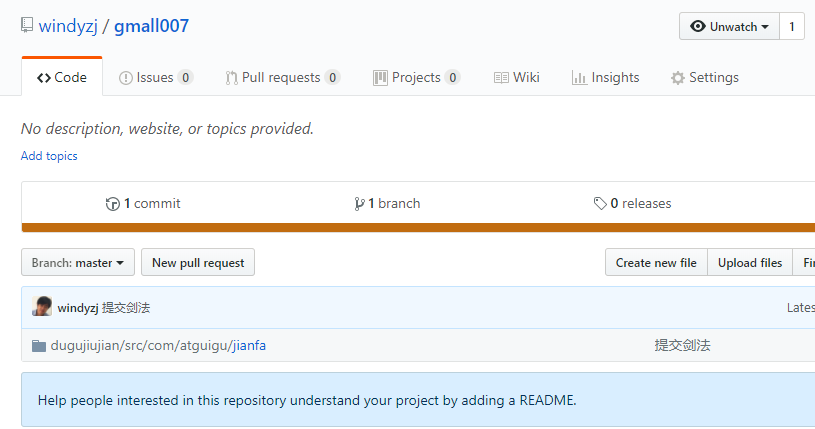 windyzj / gmall007
Unwatch 1
Code Issues 0 Pull requests 0 Projects 0 Wiki Insights Settings
No description, website, or topics provided.
Add topics
1 commit 1 branch 0 releases
Branch: master New pull request Create new file Upload files
windyzj 提交剑法
dugujiujian/src/com/atguigu/jianfa 提交剑法
Help people interested in this repository understand your project by adding a README.